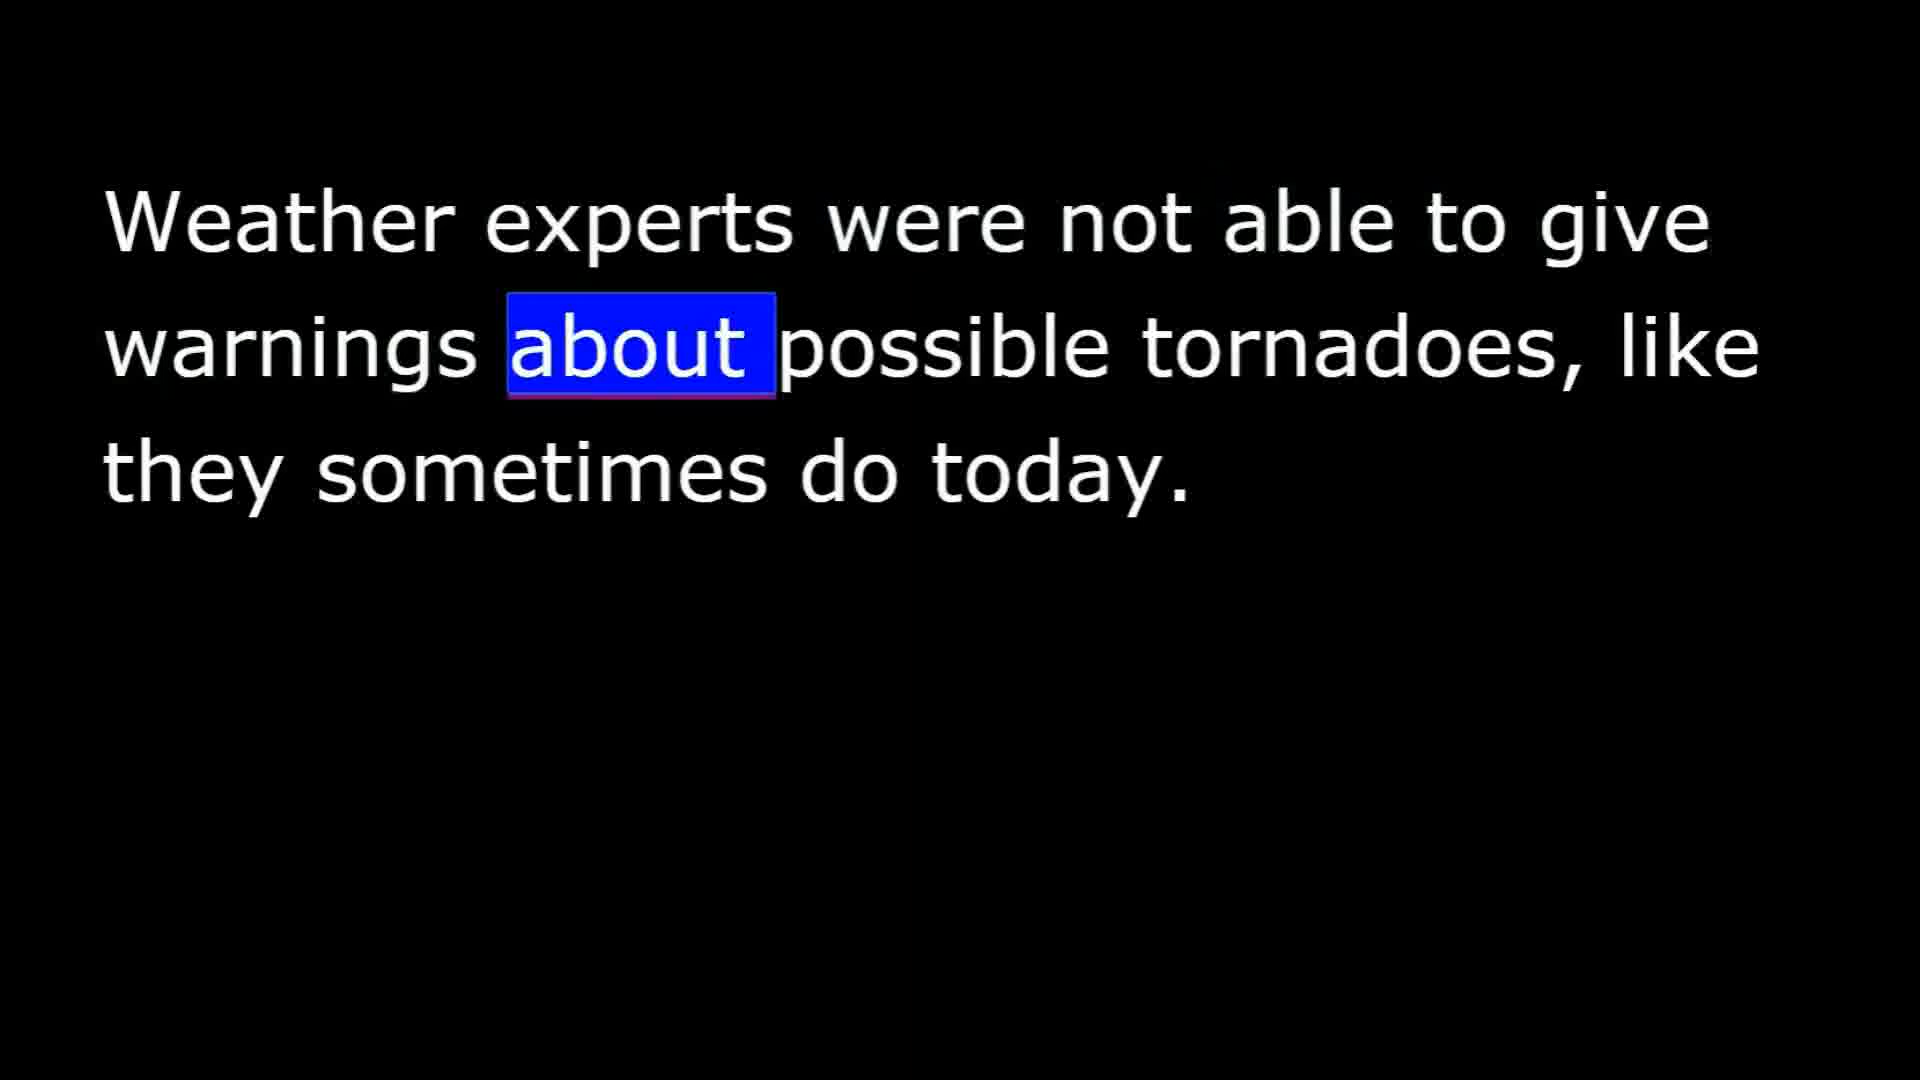 Weather experts were not able to give
warnings about possible tornadoes, like
they sometimes do today.